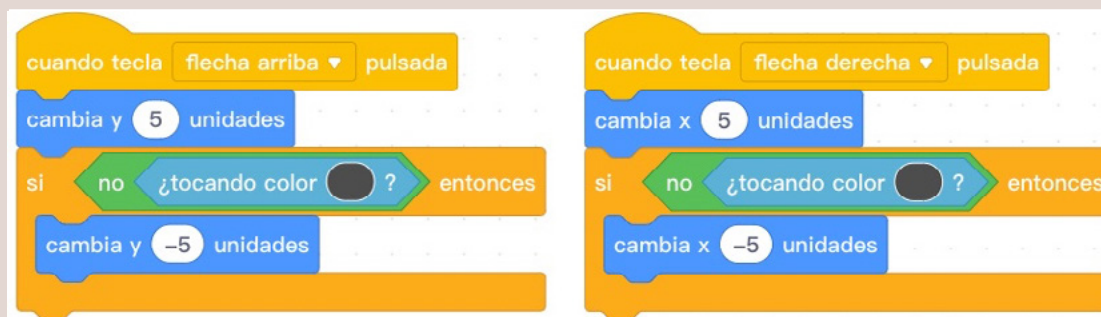 cuando tecla flecha arriba pulsada
cambia y 5 unidades
si no ¿tocando color ? entonces
cambia y -5 unidades
cuando tecla flecha derecha pulsada
cambia x 5 unidades
si no ¿tocando color ? entonces
cambia x -5 unidades